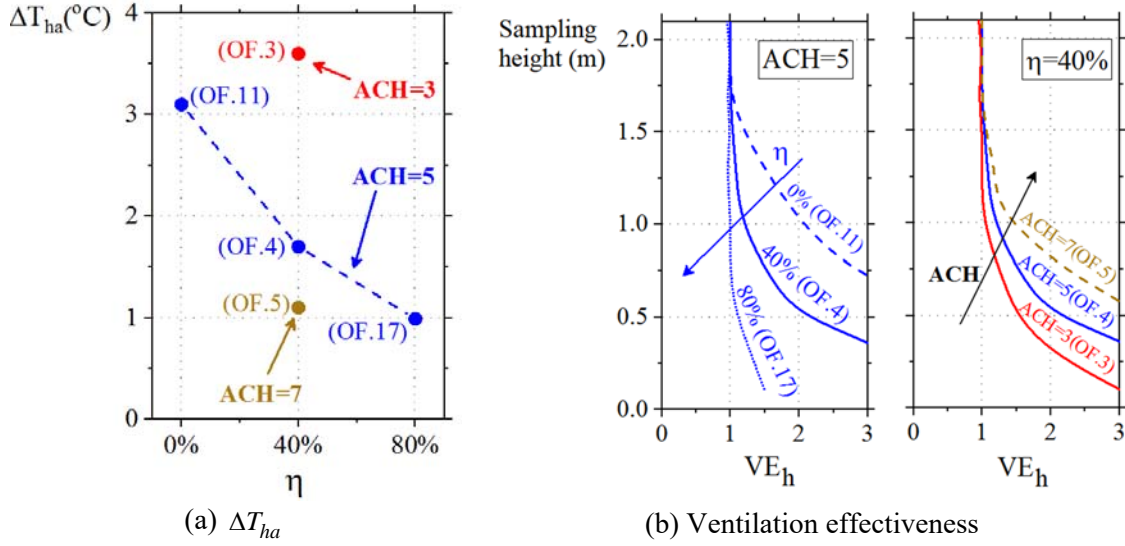 ΔT_ha(°C)
4
3
2
1
0
(OF.3)
ACH=3
(OF.11)
ACH=5
(OF.4)
(OF.5)
(OF.17)
ACH=7
0%
40%
80%
η
(a) ΔT_ha
Sampling
height (m)
2.0
1.5
1.0
0.5
0.0
ACH=5
η
0% (OF.11)
40% (OF.4)
80% (OF.17)
0
1
2
3
VE_h
η=40%
ACH
ACH=7(OF.5)
ACH=5(OF.4)
ACH=3(OF.3)
0
1
2
3
VE_h
(b) Ventilation effectiveness